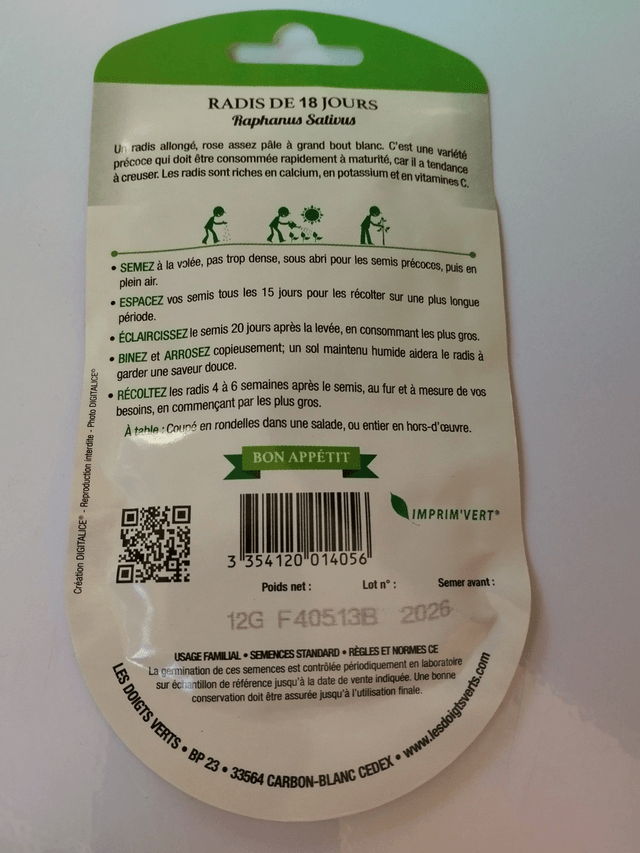 RADIS DE 18 JOURS
Raphanus Sativus
Un radis allongé, rose assez pâle à grand bout blanc. C'est une variété
précoce qui doit être consommée rapidement à maturité, car il a tendance
à creuser. Les radis sont riches en calcium, en potassium et en vitamines C.
• SEMEZ à la volée, pas trop dense, sous abri pour les semis précoces, puis en
plein air.
• ESPACEZ vos semis tous les 15 jours pour les récolter sur une plus longue
période.
• ÉCLAIRCISSEZ le semis 20 jours après la levée, en consommant les plus gros.
• BINEZ et ARROSEZ copieusement; un sol maintenu humide aidera le radis à
garder une saveur douce.
• RÉCOLTEZ les radis 4 à 6 semaines après le semis, au fur et à mesure de vos
besoins, en commençant par les plus gros.
À table : Coupé en rondelles dans une salade, ou entier en hors-d'œuvre.
BON APPÉTIT
Création DIGITALICE® - Reproduction interdite - Photo DIGITALICE®
IMPRIM'VERT®
3 354120 014056
Poids net : Lot n° : Semer avant :
12G F40513B 2026
USAGE FAMILIAL • SEMENCES STANDARD • RÈGLES ET NORMES CE
La germination de ces semences est contrôlée périodiquement en laboratoire
sur échantillon de référence jusqu'à la date de vente indiquée. Une bonne
conservation doit être assurée jusqu'à l'utilisation finale.
LES DOIGTS VERTS • BP 23 • 33564 CARBON-BLANC CEDEX • www.lesdoigtsverts.com